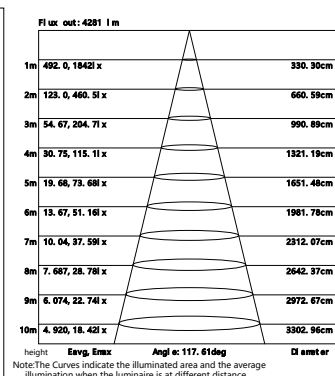 Flux out: 4281 lm
1m 492.0, 1842lx 330.30cm
2m 123.0, 460.5lx 660.59cm
3m 54.67, 204.7lx 990.89cm
4m 30.75, 115.1lx 1321.19cm
5m 19.68, 73.68lx 1651.48cm
6m 13.67, 51.16lx 1981.78cm
7m 10.04, 37.59lx 2312.07cm
8m 7.687, 28.78lx 2642.37cm
9m 6.074, 22.74lx 2972.67cm
10m 4.920, 18.42lx 3302.96cm
height Eavg, Emax Angle: 117.61deg Diameter
Note:The Curves indicate the illuminated area and the average
illumination when the luminaire is at different distance.